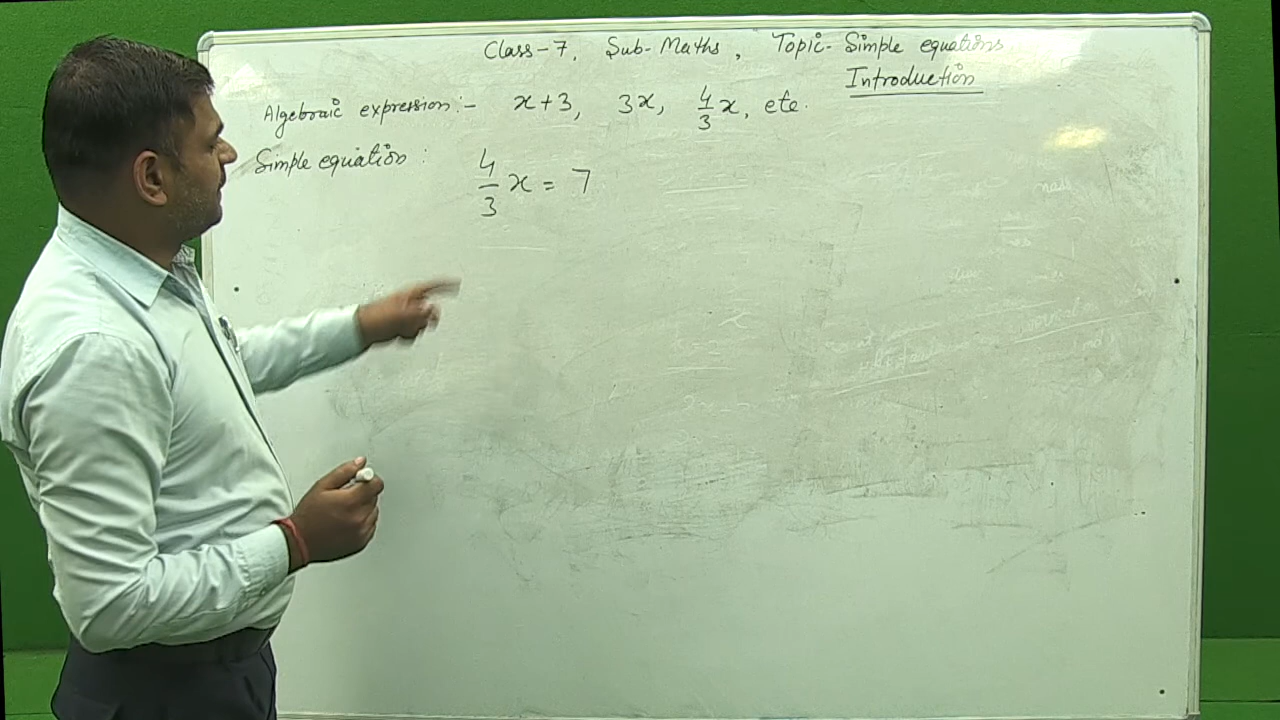 Class-7, Sub-Maths, Topic- Simple equations
Introduction
Algebraic expression:- x+3, 3x, 4/3 x, etc.
Simple equation: 4/3 x = 7